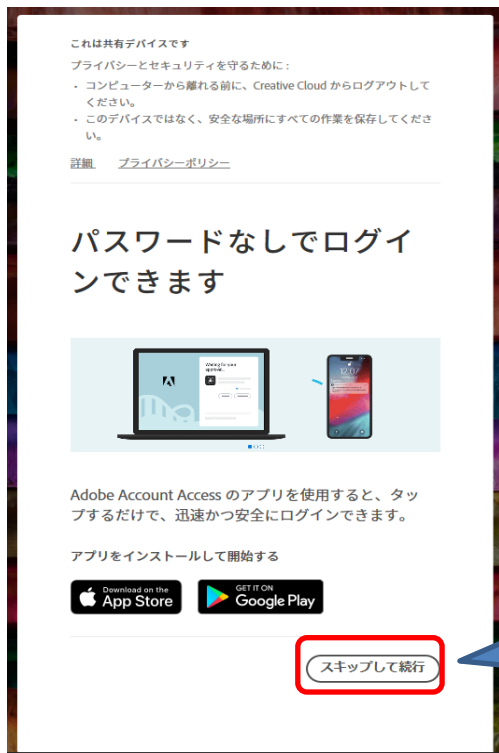 これは共有デバイスです
プライバシーとセキュリティを守るために :
・ コンピューターから離れる前に、Creative Cloud からログアウトして
ください。
・ このデバイスではなく、安全な場所にすべての作業を保存してくださ
い。
詳細 プライバシーポリシー
パスワードなしでログイ
ンできます
Waiting for your
approval...
12:07
Adobe Account Access のアプリを使用すると、タッ
プするだけで、迅速かつ安全にログインできます。
アプリをインストールして開始する
Download on the
App Store
GET IT ON
Google Play
スキップして続行